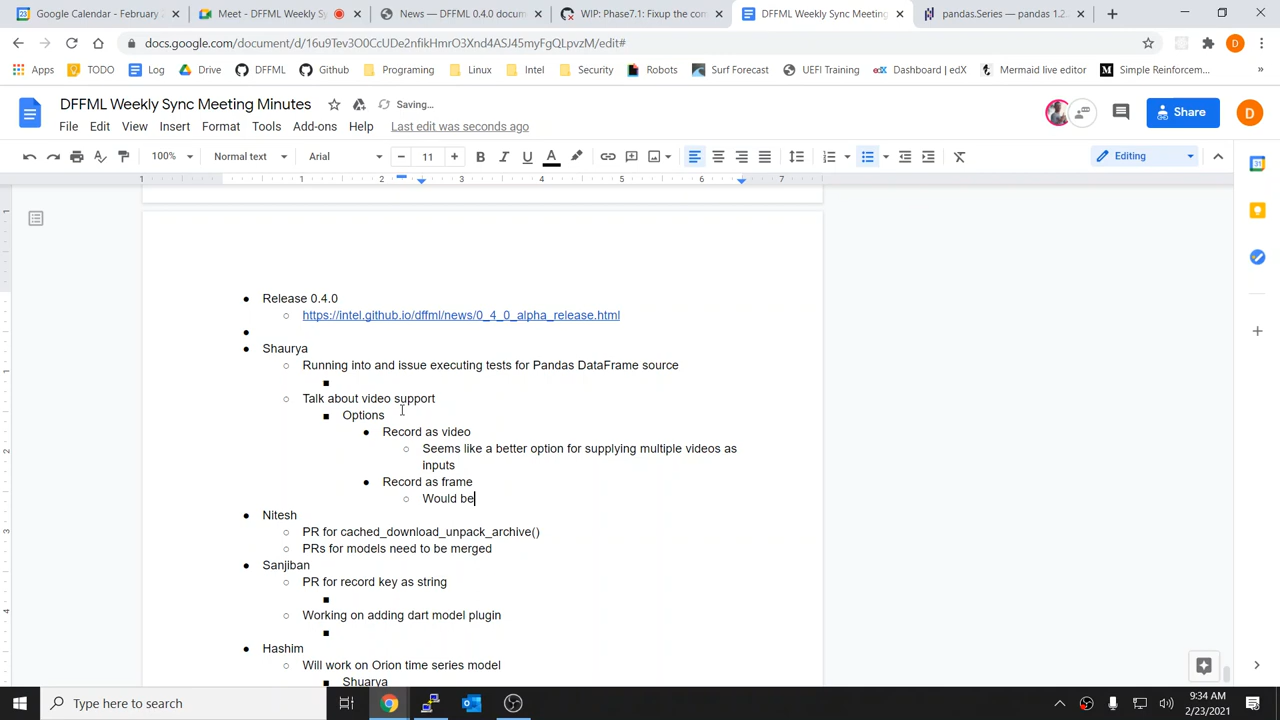 Google Calendar - February
Meet - DFFML Weekly Sy
News — DFFML 0.4.0 docum
WIP: Phase7.1: Fixup the com
DFFML Weekly Sync Meeting
pandas.Series — pandas 1.2.
docs.google.com/document/d/16u9Tev3O0CcUDe2nfikHmrO3Xnd4ASJ45myFgQLpvzM/edit#
Apps TODO Log Drive DFFML Github Programing Linux Intel Security Robots Surf Forecast UEFI Training Dashboard | edX Mermaid live editor Simple Reinforcem... »
DFFML Weekly Sync Meeting Minutes
Saving...
File Edit View Insert Format Tools Add-ons Help Last edit was seconds ago
Share
D
100% Normal text Arial 11 B I U A Editing
1 1 2 3 4 5 6 7
Release 0.4.0
https://intel.github.io/dffml/news/0_4_0_alpha_release.html
Shaurya
Running into and issue executing tests for Pandas DataFrame source
Talk about video support
Options
Record as video
Seems like a better option for supplying multiple videos as
inputs
Record as frame
Would be
Nitesh
PR for cached_download_unpack_archive()
PRs for models need to be merged
Sanjiban
PR for record key as string
Working on adding dart model plugin
Hashim
Will work on Orion time series model
Shuarya
Type here to search
9:34 AM
2/23/2021